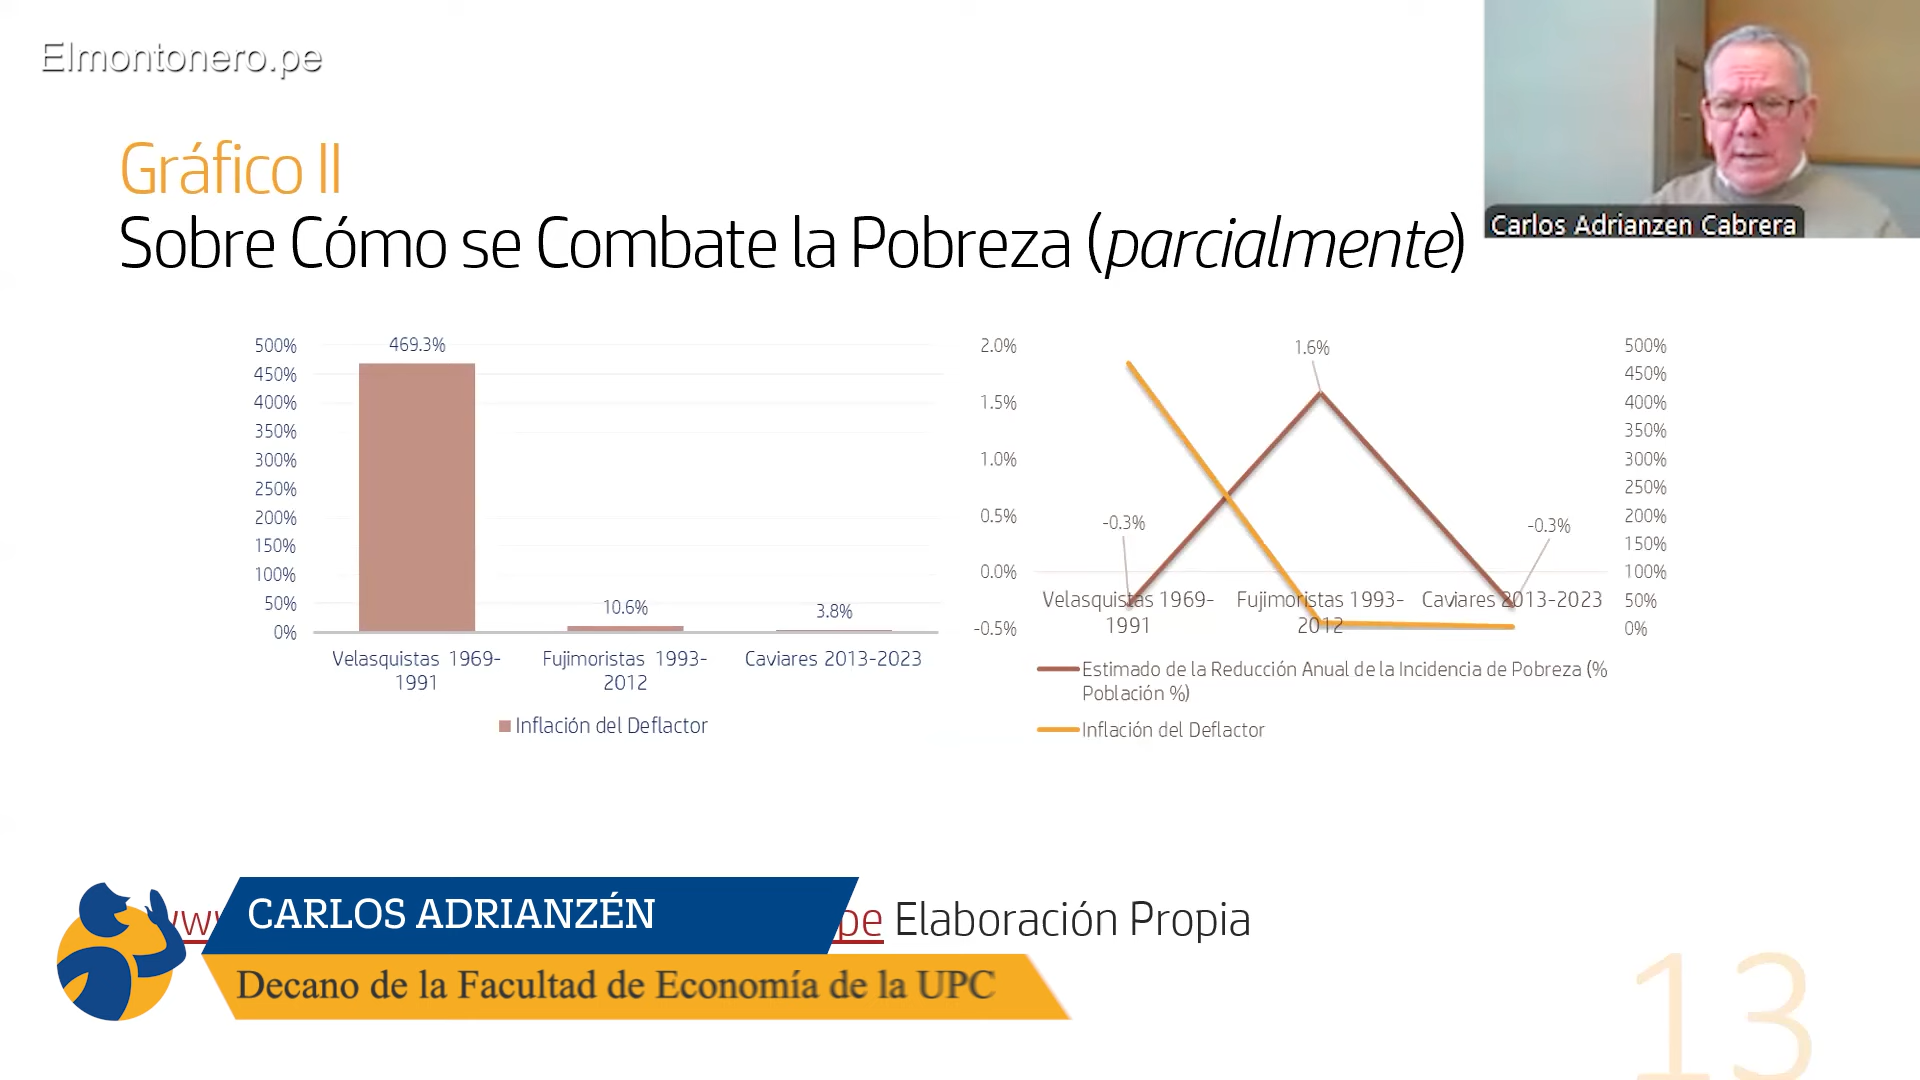 Elmontonero.pe
Carlos Adrianzen Cabrera
Gráfico II
Sobre Cómo se Combate la Pobreza (parcialmente)
500%
450%
400%
350%
300%
250%
200%
150%
100%
50%
0%
469.3%
10.6%
3.8%
Velasquistas 1969-
1991
Fujimoristas 1993-
2012
Caviares 2013-2023
Inflación del Deflactor
2.0%
1.5%
1.0%
0.5%
0.0%
-0.5%
1.6%
-0.3%
-0.3%
500%
450%
400%
350%
300%
250%
200%
150%
100%
50%
0%
Velasquistas 1969-
1991
Fujimoristas 1993-
2012
Caviares 2013-2023
Estimado de la Reducción Anual de la Incidencia de Pobreza (%
Población %)
Inflación del Deflactor
pe Elaboración Propia
CARLOS ADRIANZÉN
Decano de la Facultad de Economía de la UPC
13